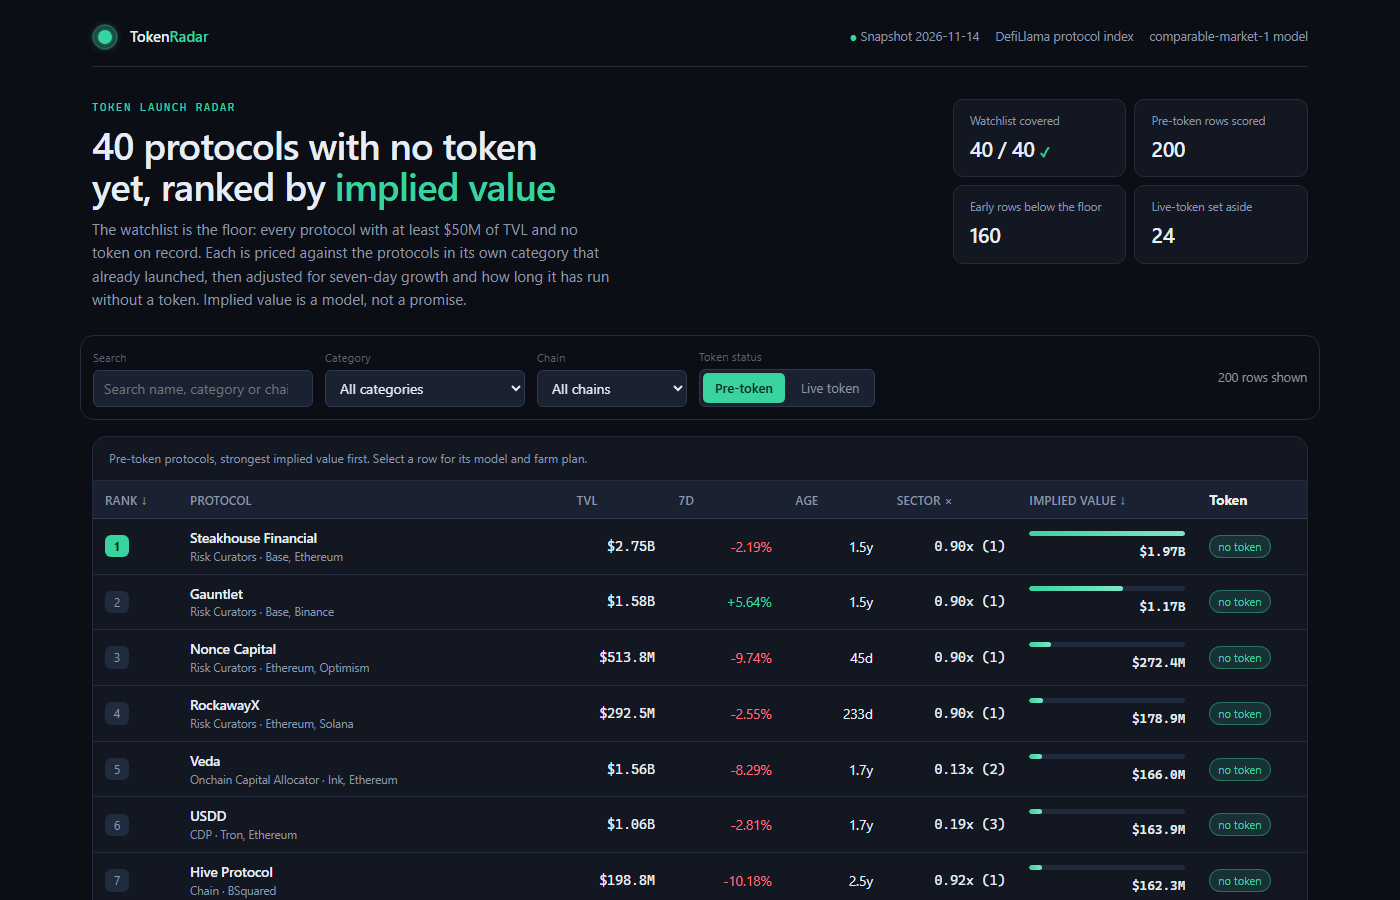 TokenRadar
● Snapshot 2026-11-14 DefiLlama protocol index comparable-market-1 model
TOKEN LAUNCH RADAR
40 protocols with no token
yet, ranked by implied value
The watchlist is the floor: every protocol with at least $50M of TVL and no
token on record. Each is priced against the protocols in its own category that
already launched, then adjusted for seven-day growth and how long it has run
without a token. Implied value is a model, not a promise.
Watchlist covered
40 / 40 ✓
Pre-token rows scored
200
Early rows below the floor
160
Live-token set aside
24
Search
Search name, category or chai
Category
All categories
Chain
All chains
Token status
Pre-token Live token
200 rows shown
Pre-token protocols, strongest implied value first. Select a row for its model and farm plan.
RANK ↓ PROTOCOL TVL 7D AGE SECTOR × IMPLIED VALUE ↓ Token
1 Steakhouse Financial $2.75B -2.19% 1.5y 0.90x (1) $1.97B no token
Risk Curators · Base, Ethereum
2 Gauntlet $1.58B +5.64% 1.5y 0.90x (1) $1.17B no token
Risk Curators · Base, Binance
3 Nonce Capital $513.8M -9.74% 45d 0.90x (1) $272.4M no token
Risk Curators · Ethereum, Optimism
4 RockawayX $292.5M -2.55% 233d 0.90x (1) $178.9M no token
Risk Curators · Ethereum, Solana
5 Veda $1.56B -8.29% 1.7y 0.13x (2) $166.0M no token
Onchain Capital Allocator · Ink, Ethereum
6 USDD $1.06B -2.81% 1.7y 0.19x (3) $163.9M no token
CDP · Tron, Ethereum
7 Hive Protocol $198.8M -10.18% 2.5y 0.92x (1) $162.3M no token
Chain · BSquared